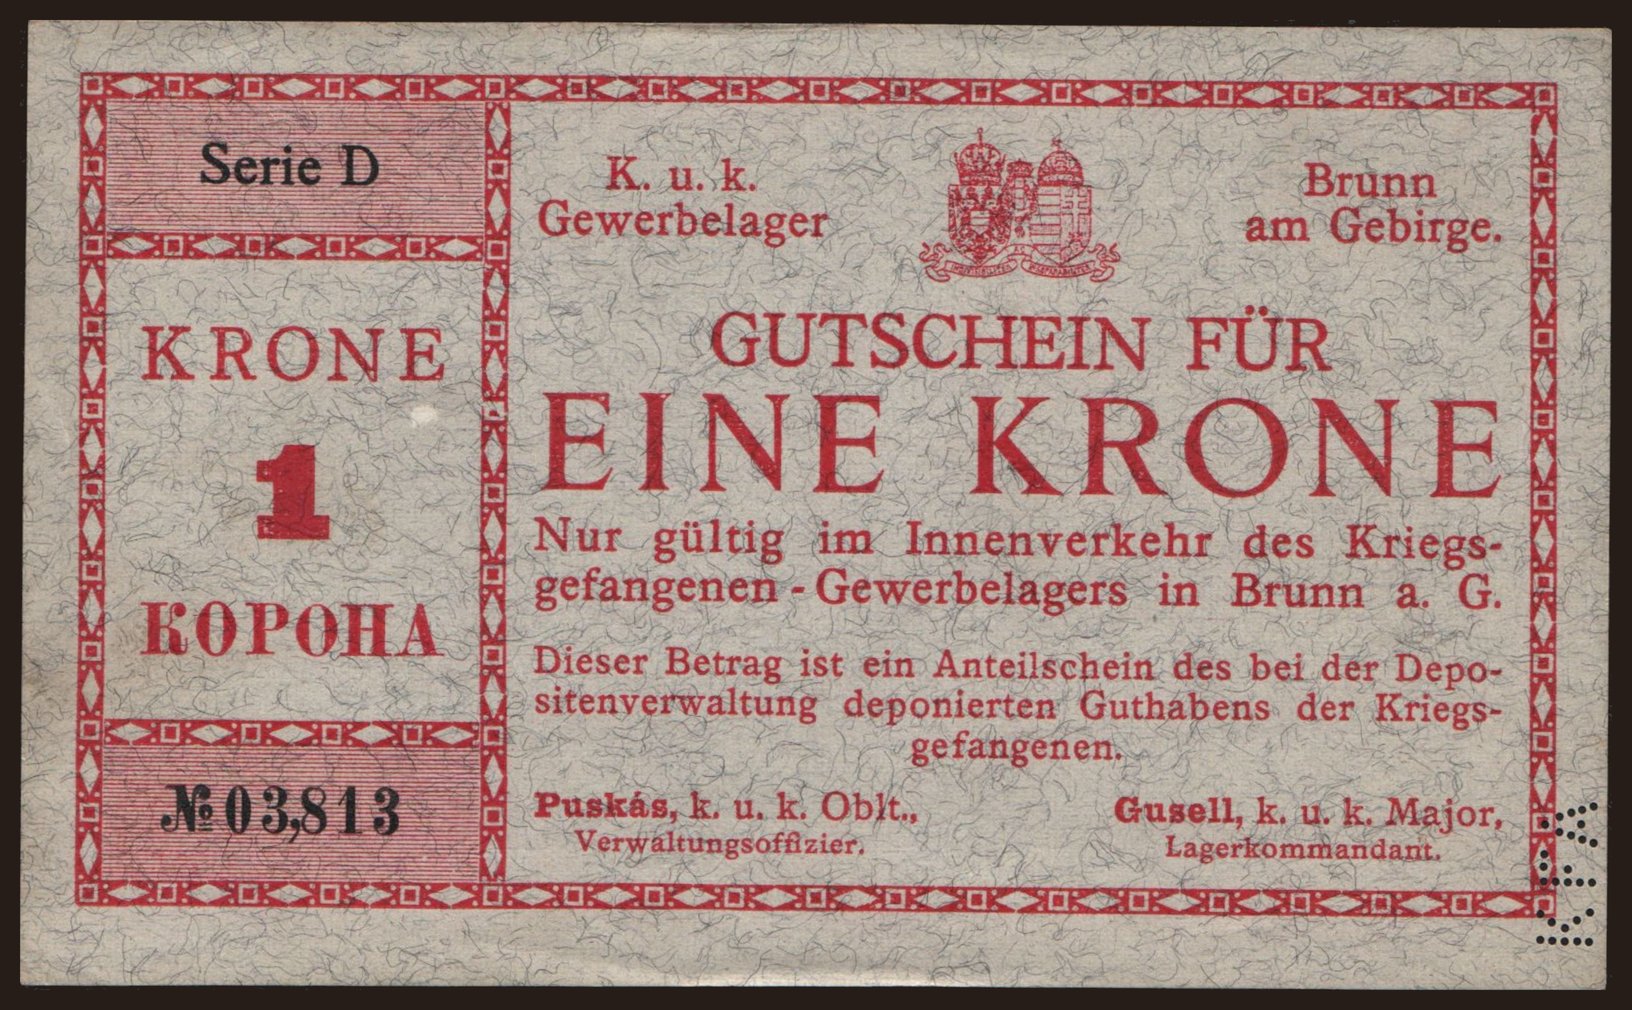 Serie D
KRONE
1
КОРОНА
№ 03,813
K. u. k.
Gewerbelager
Brunn
am Gebirge.
GUTSCHEIN FÜR
EINE KRONE
Nur gültig im Innenverkehr des Kriegs-
gefangenen-Gewerbelagers in Brunn a. G.
Dieser Betrag ist ein Anteilschein des bei der Depo-
sitenverwaltung deponierten Guthabens der Kriegs-
gefangenen.
Puskás, k. u. k. Oblt.,
Verwaltungsoffizier.
Gusell, k. u. k. Major,
Lagerkommandant.